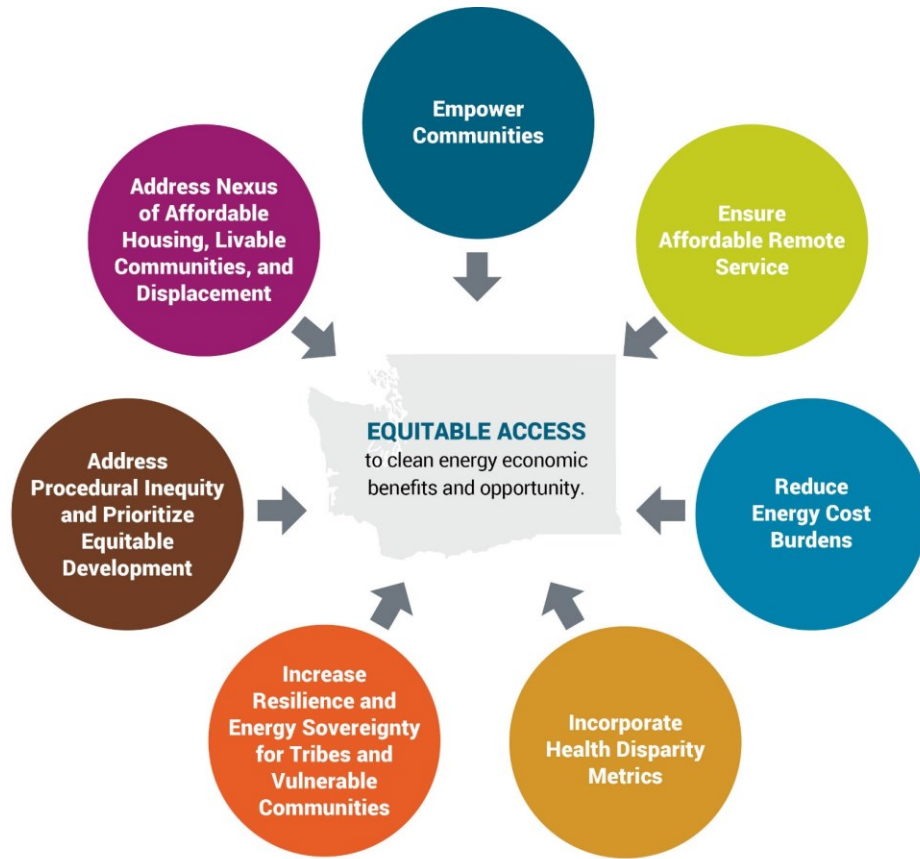 Empower
Communities
Ensure
Affordable Remote
Service
Reduce
Energy Cost
Burdens
Incorporate
Health Disparity
Metrics
Increase
Resilience and
Energy Sovereignty
for Tribes and
Vulnerable
Communities
Address
Procedural Inequity
and Prioritize
Equitable
Development
Address Nexus
of Affordable
Housing, Livable
Communities, and
Displacement
EQUITABLE ACCESS
to clean energy economic
benefits and opportunity.